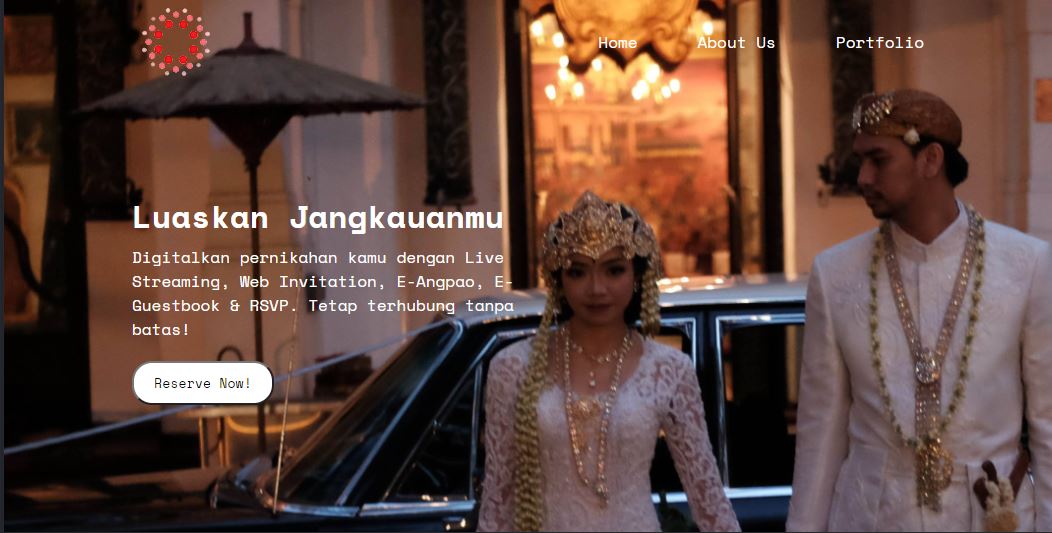 Home About Us Portfolio
Luaskan Jangkauanmu
Digitalkan pernikahan kamu dengan Live
Streaming, Web Invitation, E-Angpao, E-
Guestbook & RSVP. Tetap terhubung tanpa
batas!
Reserve Now!